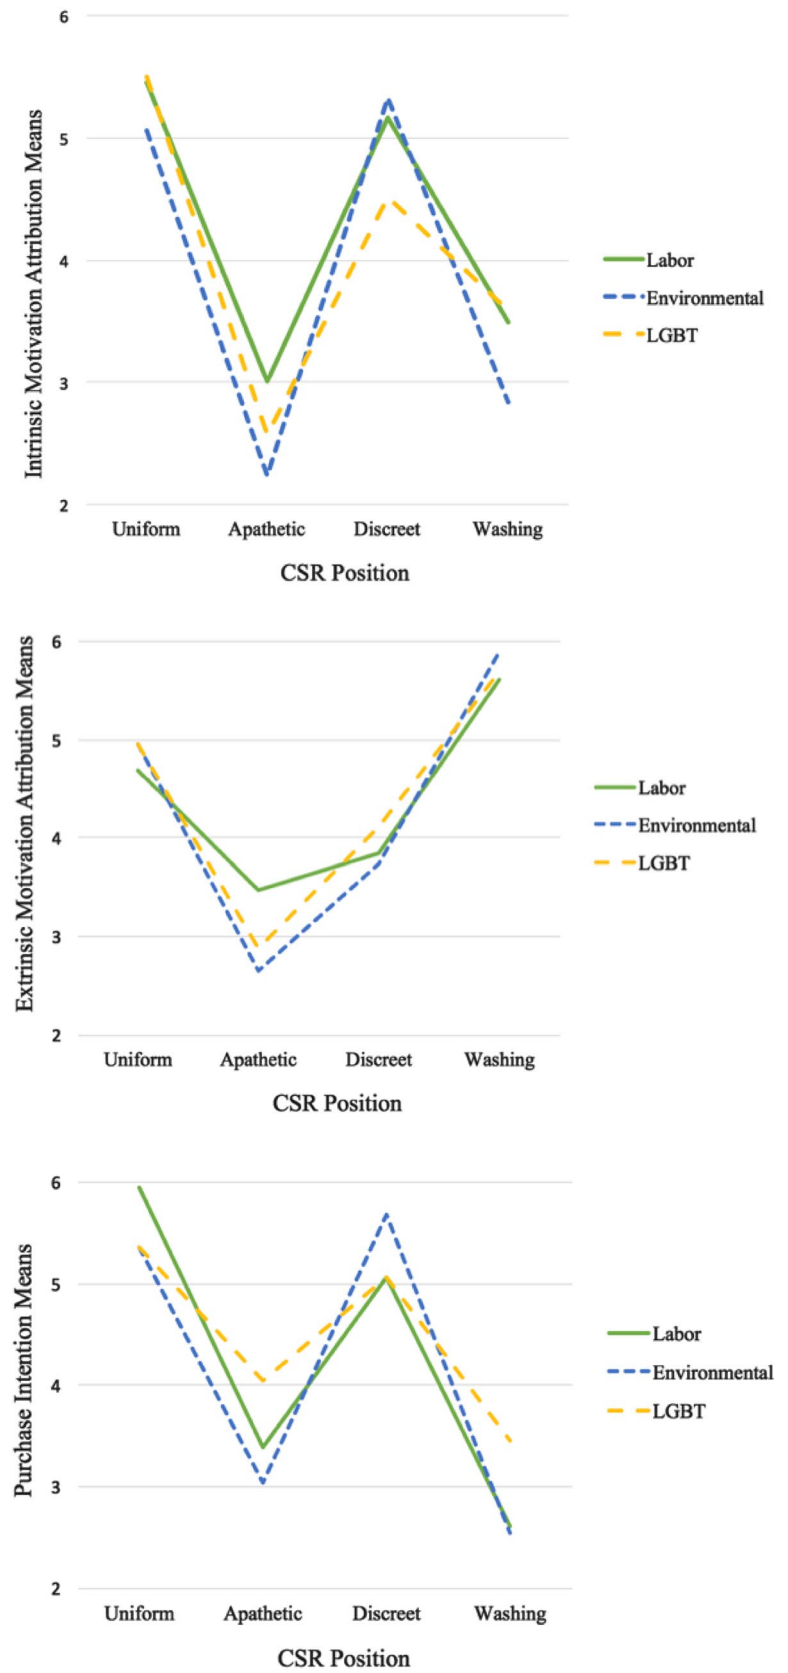 Intrinsic Motivation Attribution Means
6
5
4
3
2
Uniform Apathetic Discreet Washing
CSR Position
Labor
Environmental
LGBT
Extrinsic Motivation Attribution Means
6
5
4
3
2
Uniform Apathetic Discreet Washing
CSR Position
Labor
Environmental
LGBT
Purchase Intention Means
6
5
4
3
2
Uniform Apathetic Discreet Washing
CSR Position
Labor
Environmental
LGBT